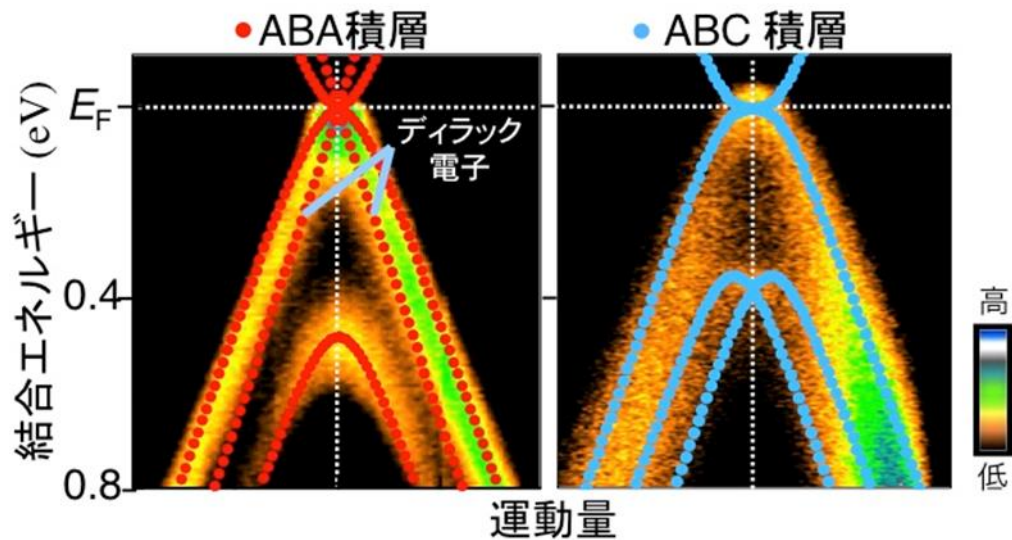 ABA積層
ABC 積層
結合エネルギー (eV)
EF
0.4
0.8
ディラック
電子
高
低
運動量